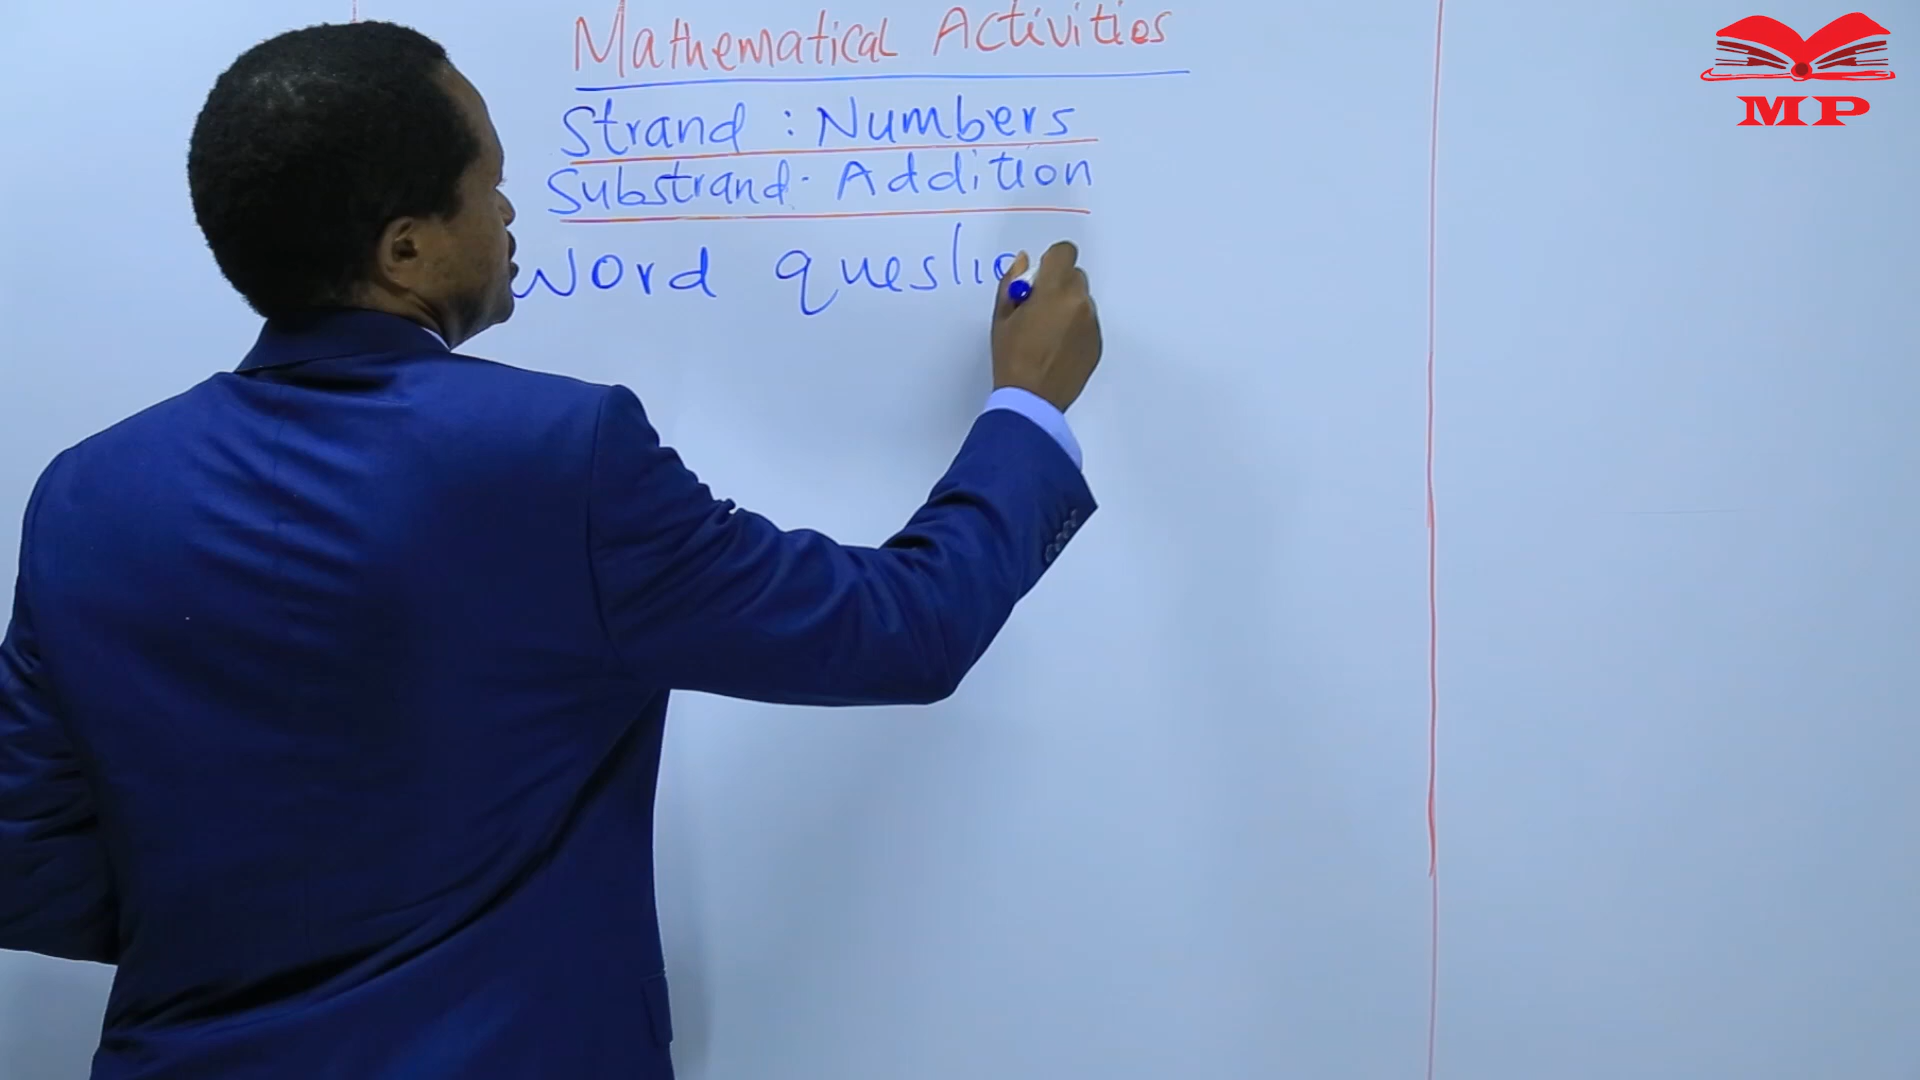 Mathematical Activities
Strand : Numbers
Substrand. Addition
Word questio
MP